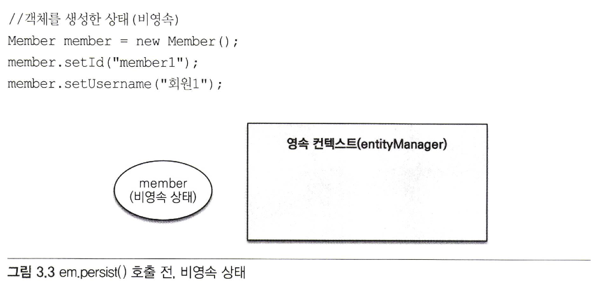 //객체를 생성한 상태(비영속)
Member member = new Member();
member.setId("member1");
member.setUsername("회원1");
영속 컨텍스트(entityManager)
member
(비영속 상태)
그림 3.3 em.persist() 호출 전, 비영속 상태